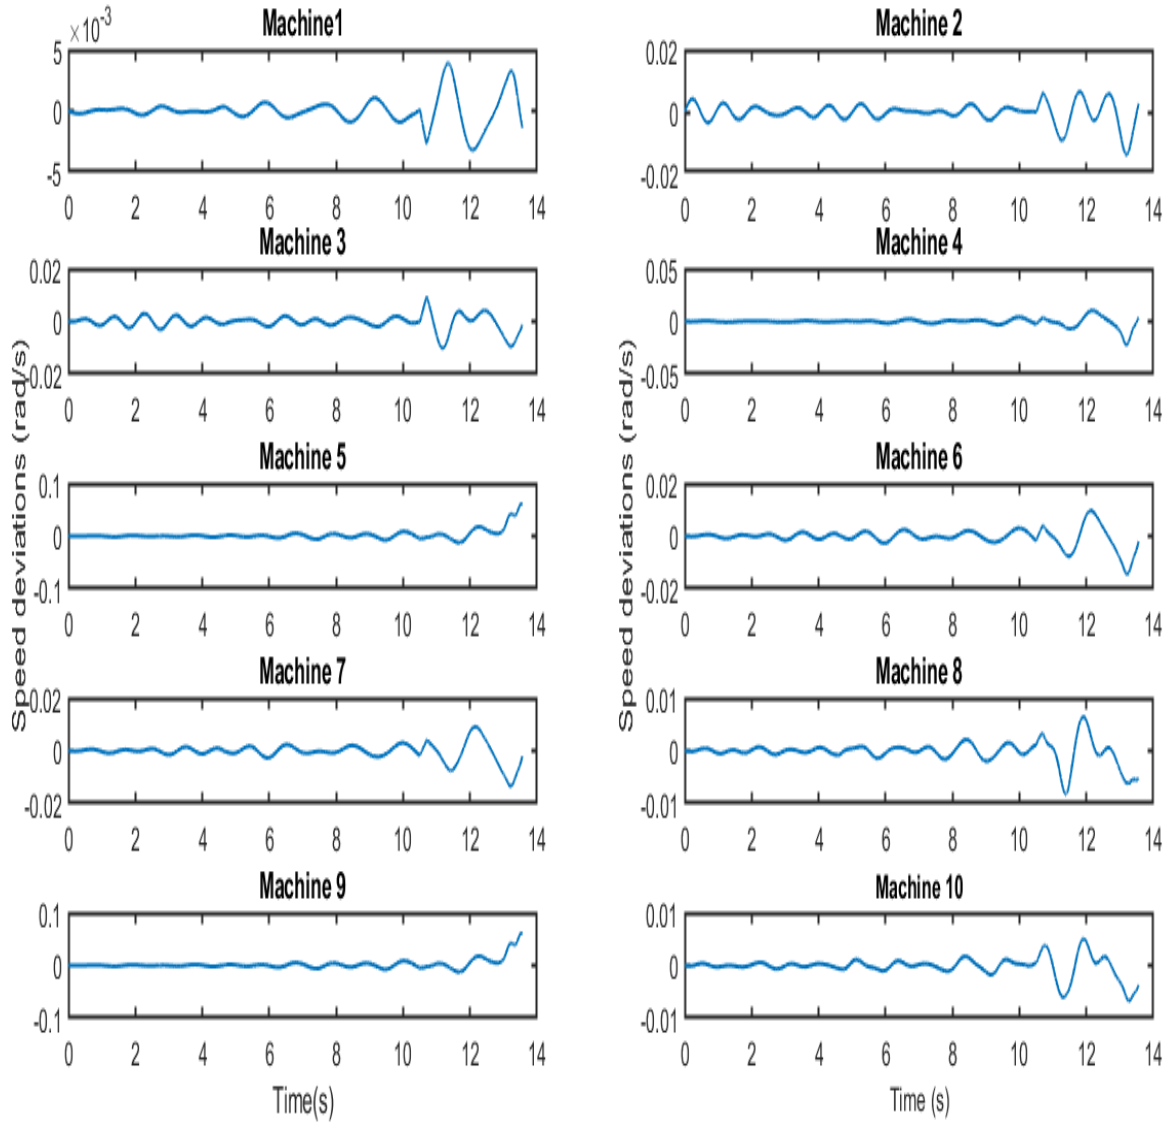 ×10⁻³
Machine1
5
0
-5
0 2 4 6 8 10 12 14
Machine 2
0.02
0
-0.02
0 2 4 6 8 10 12 14
Machine 3
0.02
0
-0.02
0 2 4 6 8 10 12 14
Machine 4
0.05
0
-0.05
0 2 4 6 8 10 12 14
Speed deviations (rad/s)
Speed deviations (rad/s)
Machine 5
0.1
0
-0.1
0 2 4 6 8 10 12 14
Machine 6
0.02
0
-0.02
0 2 4 6 8 10 12 14
Machine 7
0.02
0
-0.02
0 2 4 6 8 10 12 14
Machine 8
0.01
0
-0.01
0 2 4 6 8 10 12 14
Machine 9
0.1
0
-0.1
0 2 4 6 8 10 12 14
Time(s)
Machine 10
0.01
0
-0.01
0 2 4 6 8 10 12 14
Time (s)